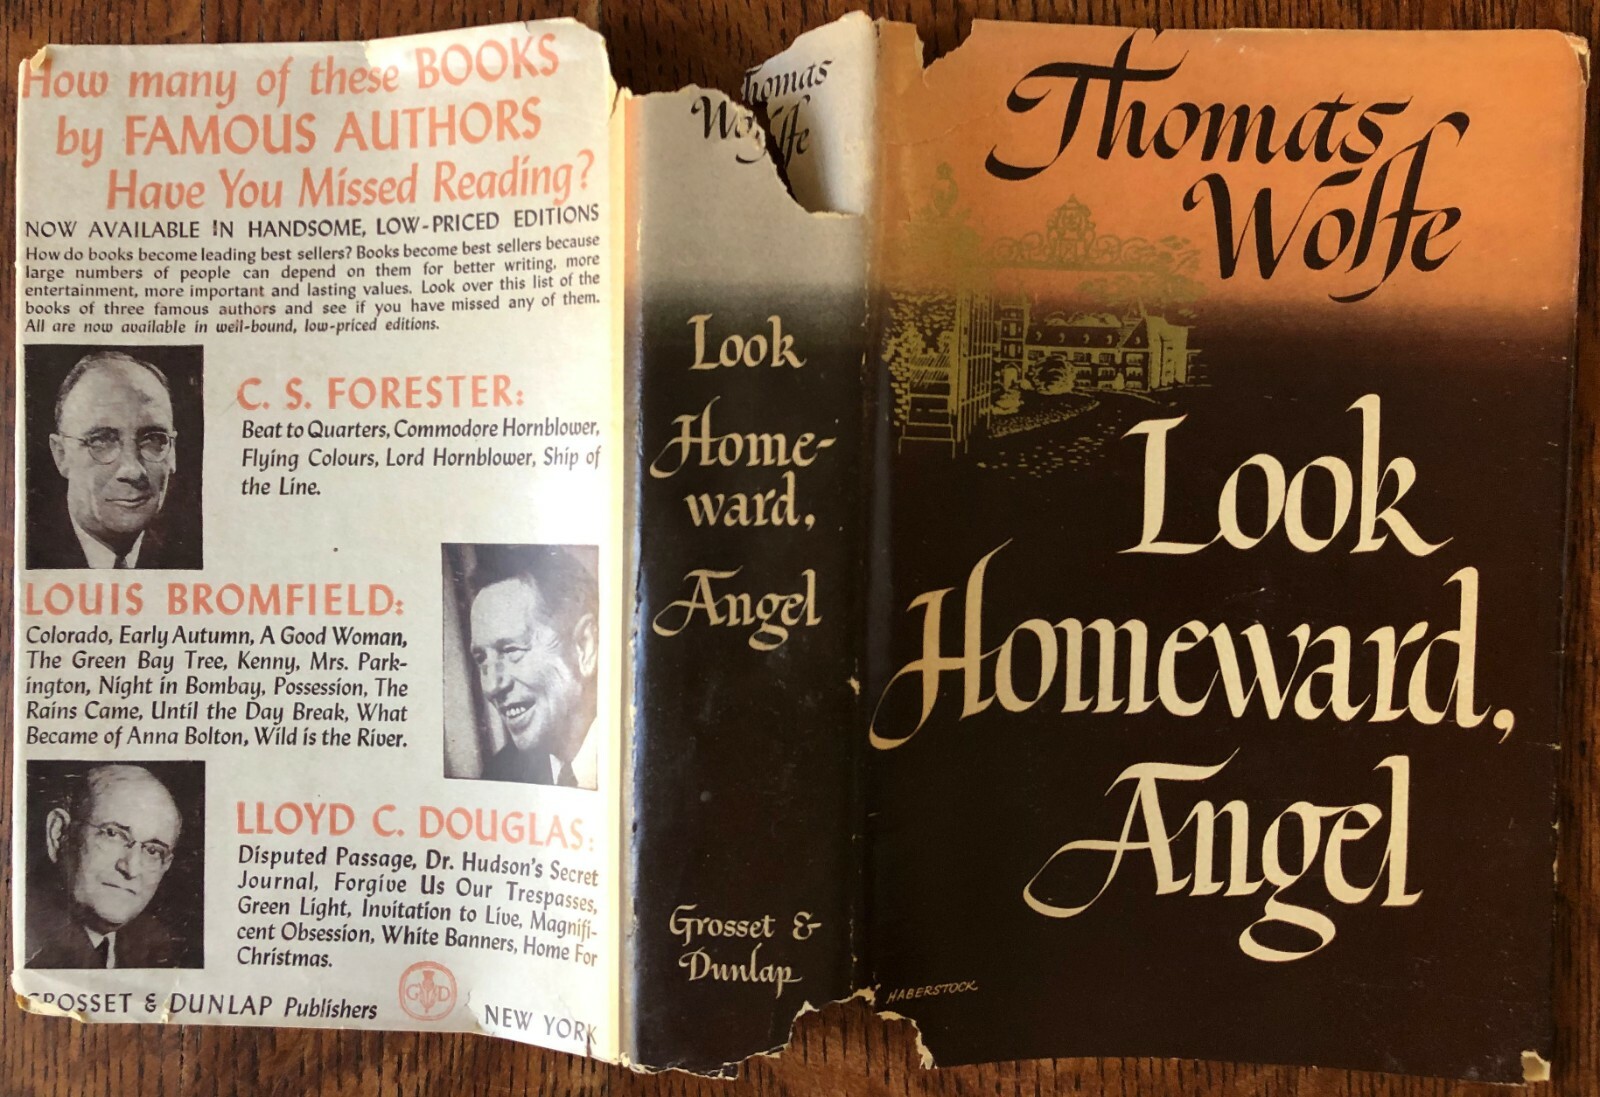 How many of these BOOKS
by FAMOUS AUTHORS
Have You Missed Reading?
NOW AVAILABLE IN HANDSOME, LOW-PRICED EDITIONS
How do books become leading best sellers? Books become best sellers because
large numbers of people can depend on them for better writing, more
entertainment, more important and lasting values. Look over this list of the
books of three famous authors and see if you have missed any of them.
All are now available in well-bound, low-priced editions.
C. S. FORESTER:
Beat to Quarters, Commodore Hornblower,
Flying Colours, Lord Hornblower, Ship of
the Line.
LOUIS BROMFIELD:
Colorado, Early Autumn, A Good Woman,
The Green Bay Tree, Kenny, Mrs. Park-
ington, Night in Bombay, Possession, The
Rains Came, Until the Day Break, What
Became of Anna Bolton, Wild is the River.
LLOYD C. DOUGLAS:
Disputed Passage, Dr. Hudson's Secret
Journal, Forgive Us Our Trespasses,
Green Light, Invitation to Live, Magnifi-
cent Obsession, White Banners, Home For
Christmas.
GROSSET & DUNLAP Publishers
G D
NEW YORK
Thomas
Wolfe
Look
Home-
ward,
Angel
Grosset &
Dunlap
Thomas
Wolfe
Look
Homeward,
Angel
HABERSTOCK